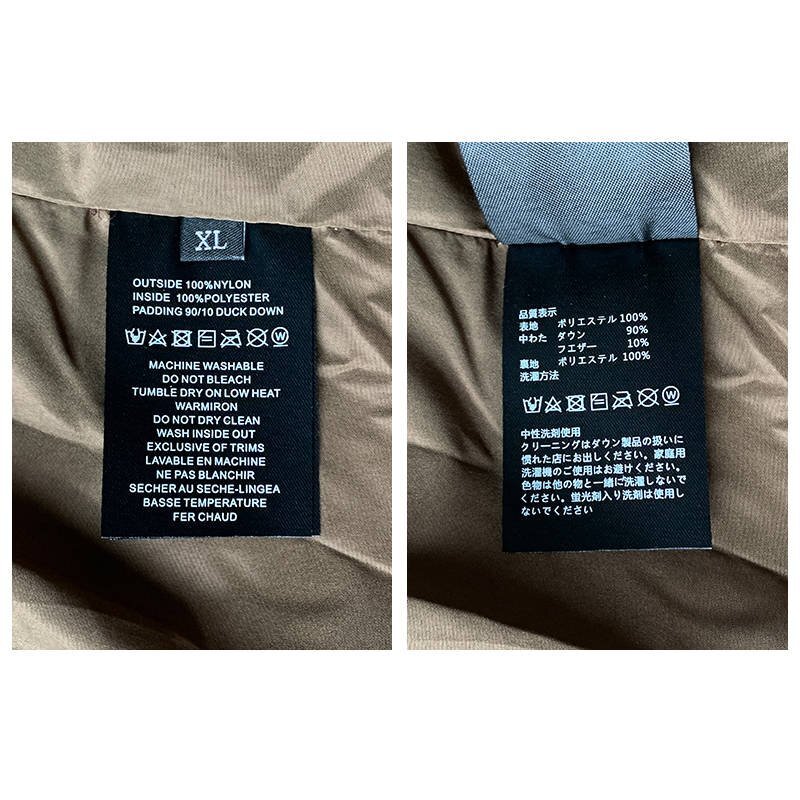 XL
OUTSIDE 100%NYLON
INSIDE 100%POLYESTER
PADDING 90/10 DUCK DOWN
W
MACHINE WASHABLE
DO NOT BLEACH
TUMBLE DRY ON LOW HEAT
WARMIRON
DO NOT DRY CLEAN
WASH INSIDE OUT
EXCLUSIVE OF TRIMS
LAVABLE EN MACHINE
NE PAS BLANCHIR
SECHER AU SECHE-LINGEA
BASSE TEMPERATURE
FER CHAUD
品質表示
表地 ポリエステル 100%
中わた ダウン 90%
フエザー 10%
裏地 ポリエステル 100%
洗濯方法
W
中性洗剤使用
クリーニングはダウン製品の扱いに
慣れた店にお出しください。家庭用
洗濯機のご使用はお避けください。
色物は他の物と一緒に洗濯しないで
ください。蛍光剤入り洗剤は使用し
ないでください